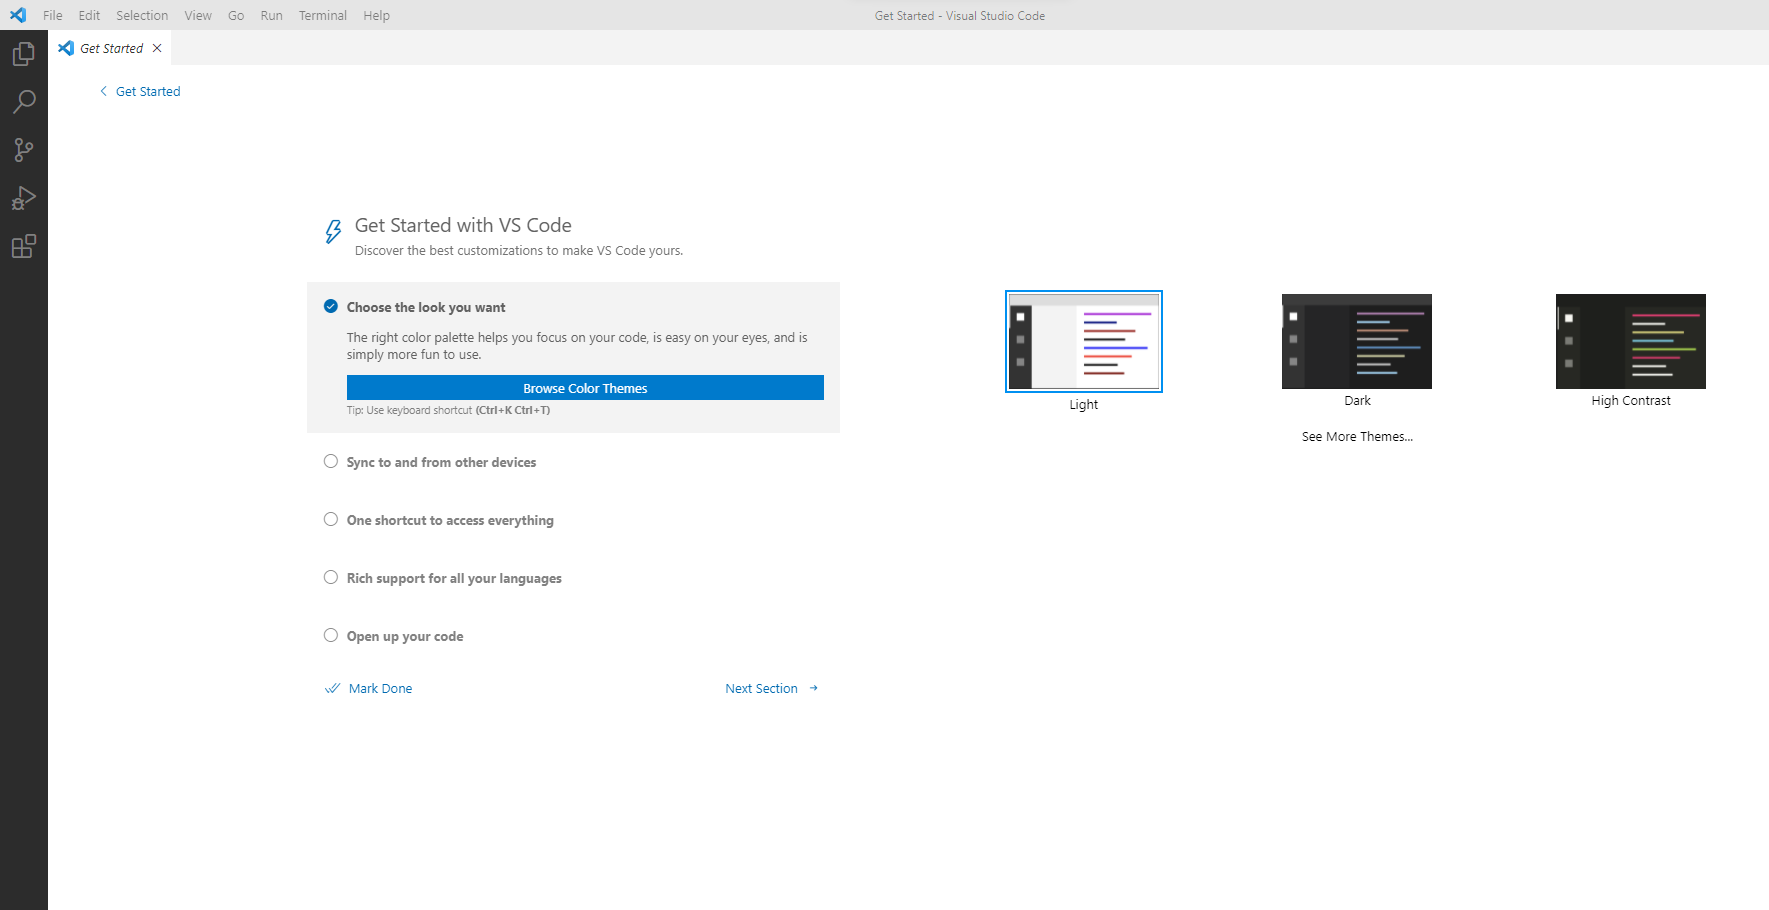 File Edit Selection View Go Run Terminal Help
Get Started - Visual Studio Code
Get Started
Get Started
Get Started with VS Code
Discover the best customizations to make VS Code yours.
Choose the look you want
The right color palette helps you focus on your code, is easy on your eyes, and is
simply more fun to use.
Browse Color Themes
Tip: Use keyboard shortcut (Ctrl+K Ctrl+T)
Sync to and from other devices
One shortcut to access everything
Rich support for all your languages
Open up your code
Mark Done
Next Section
Light
Dark
High Contrast
See More Themes...